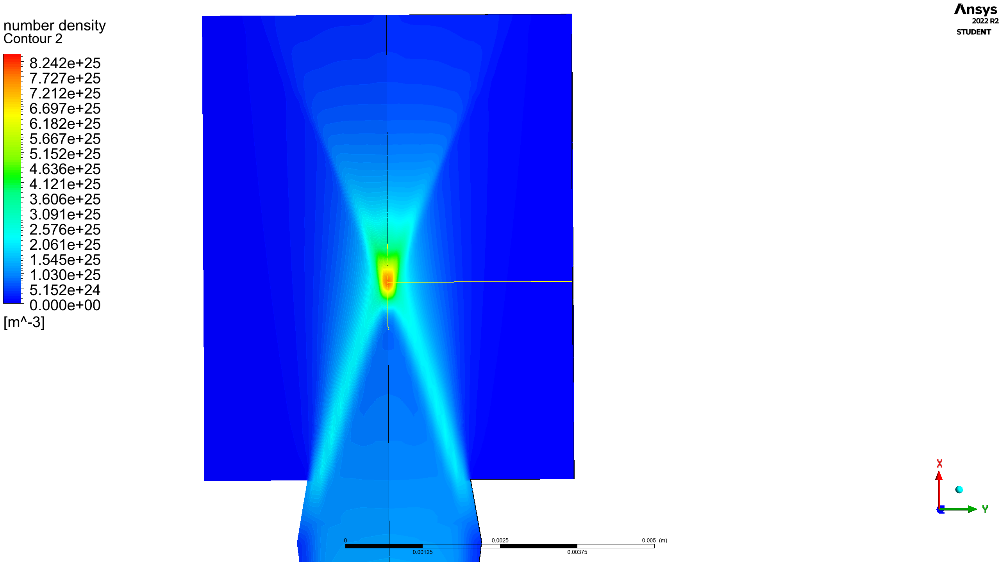 number density
Contour 2
8.242e+25
7.727e+25
7.212e+25
6.697e+25
6.182e+25
5.667e+25
5.152e+25
4.636e+25
4.121e+25
3.606e+25
3.091e+25
2.576e+25
2.061e+25
1.545e+25
1.030e+25
5.152e+24
0.000e+00
[m^-3]
Ansys
2022 R2
STUDENT
0 0.0025 0.005 (m)
0.00125 0.00375
X
Y